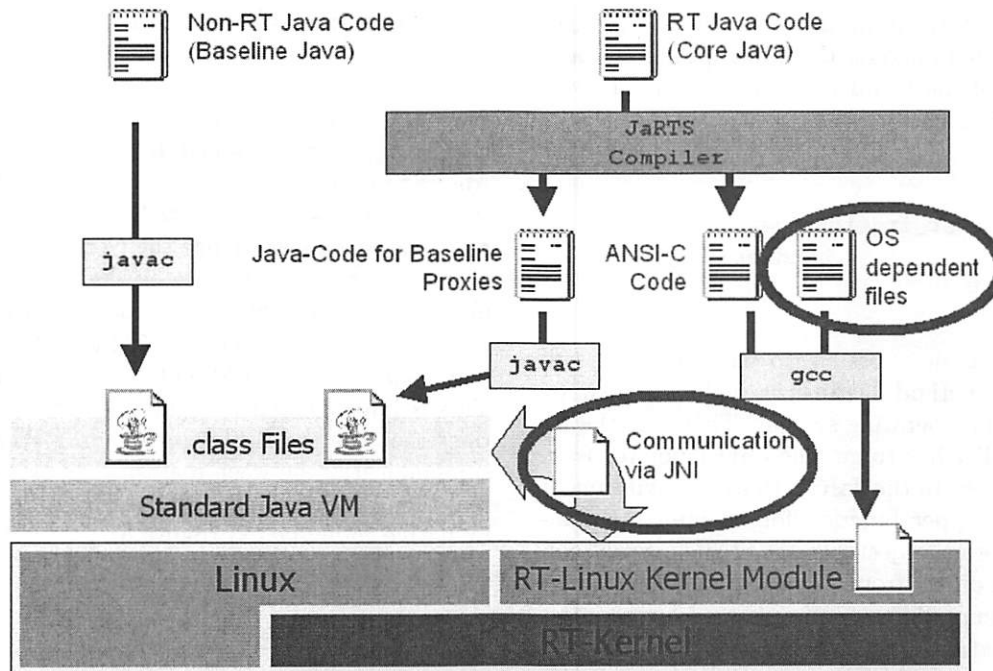 Non-RT Java Code
(Baseline Java)
RT Java Code
(Core Java)
JaRTS
Compiler
javac
Java-Code for Baseline
Proxies
ANSI-C
Code
OS
dependent
files
javac
gcc
.class Files
Communication
via JNI
Standard Java VM
Linux
RT-Linux Kernel Module
RT-Kernel